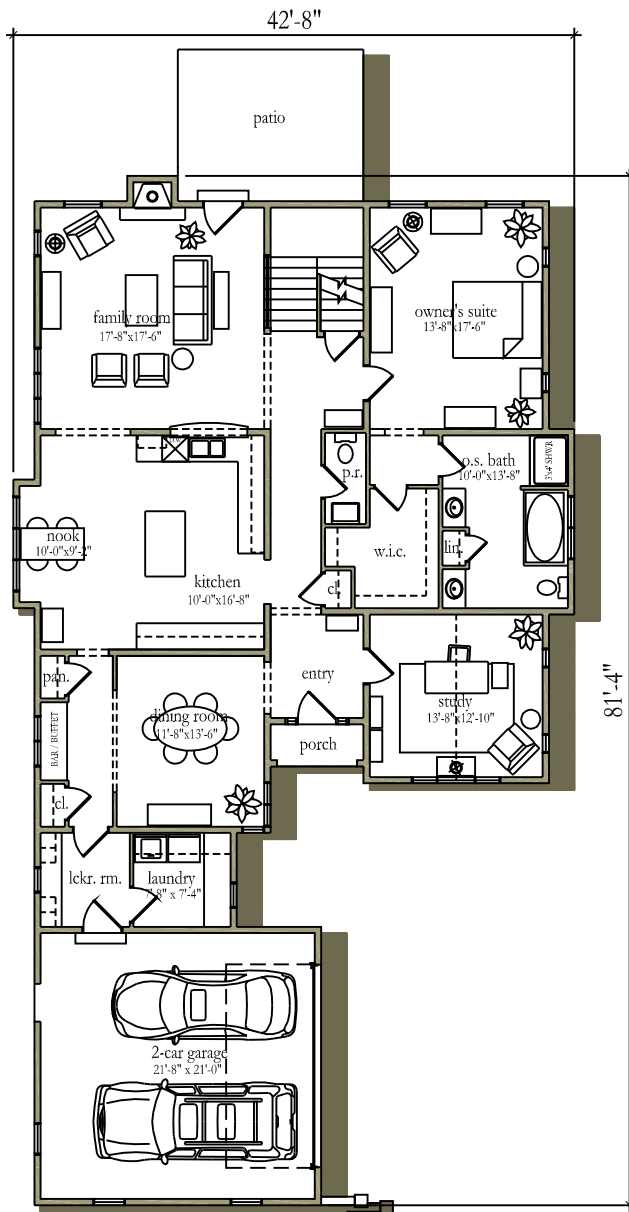 42'-8"
patio
family room
17'-8"x17'-6"
owner's suite
13'-8"x17'-6"
p.r.
o.s. bath
10'-0"x13'-8"
3'x4' SHWR
nook
10'-0"x9'-2"
kitchen
10'-0"x16'-8"
w.i.c.
lin.
cl.
pan.
entry
study
13'-8"x12'-10"
81'-4"
dining room
11'-8"x13'-6"
BAR / BUFFET
porch
cl.
lckr. rm.
laundry
7'-8" x 7'-4"
2-car garage
21'-8" x 21'-0"